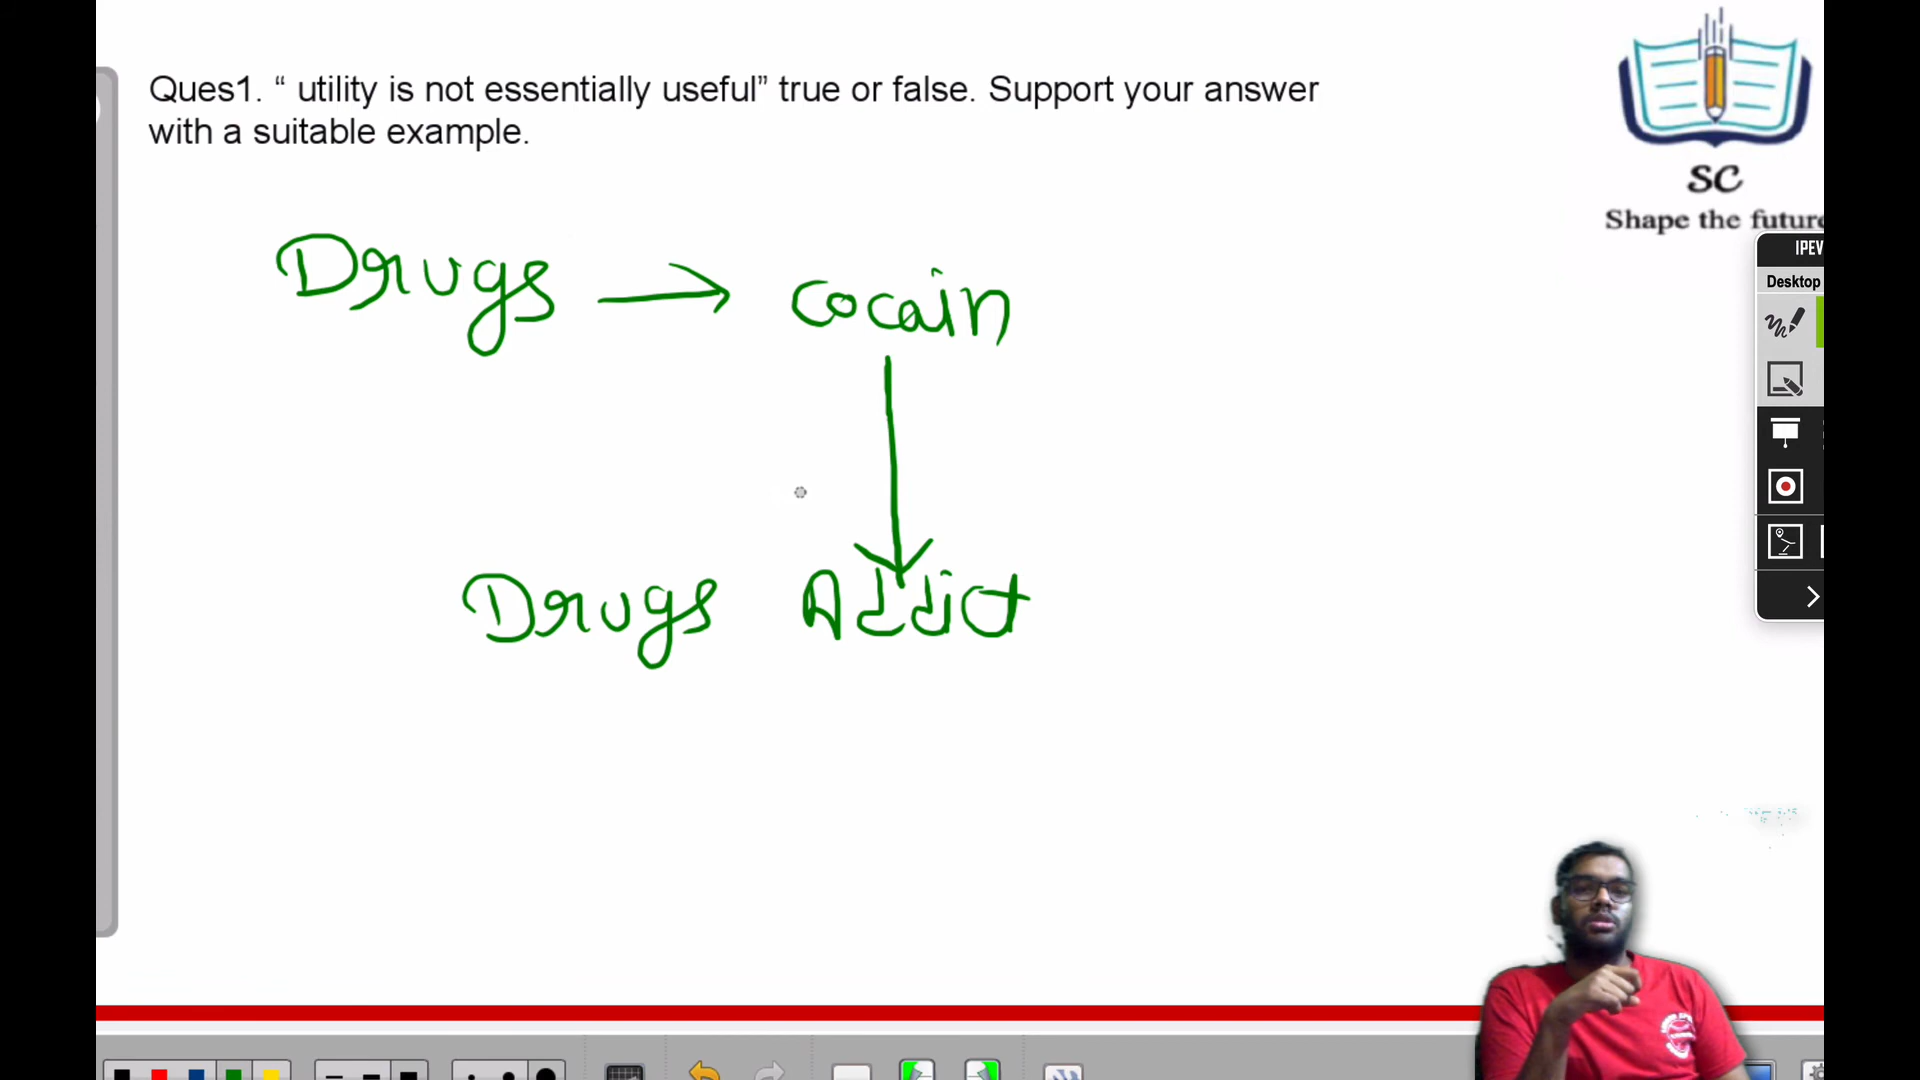 Ques1. “ utility is not essentially useful” true or false. Support your answer
with a suitable example.
SC
Shape the future
IPEV
Desktop
Drugs → cocain
Drugs Addict